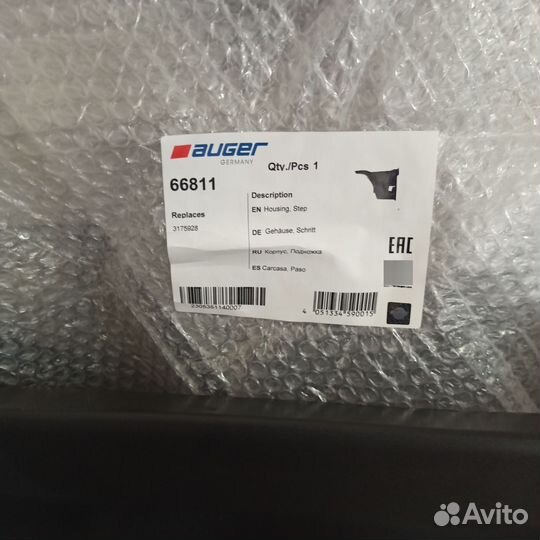 auger
GERMANY
Qty./Pcs 1
66811
Description
EN Housing, Step
Replaces
3175928
DE Gehäuse, Schritt
RU Корпус, Подножка
ES Carcasa, Paso
EAC
2306361140007
4 051334 590015
Avito